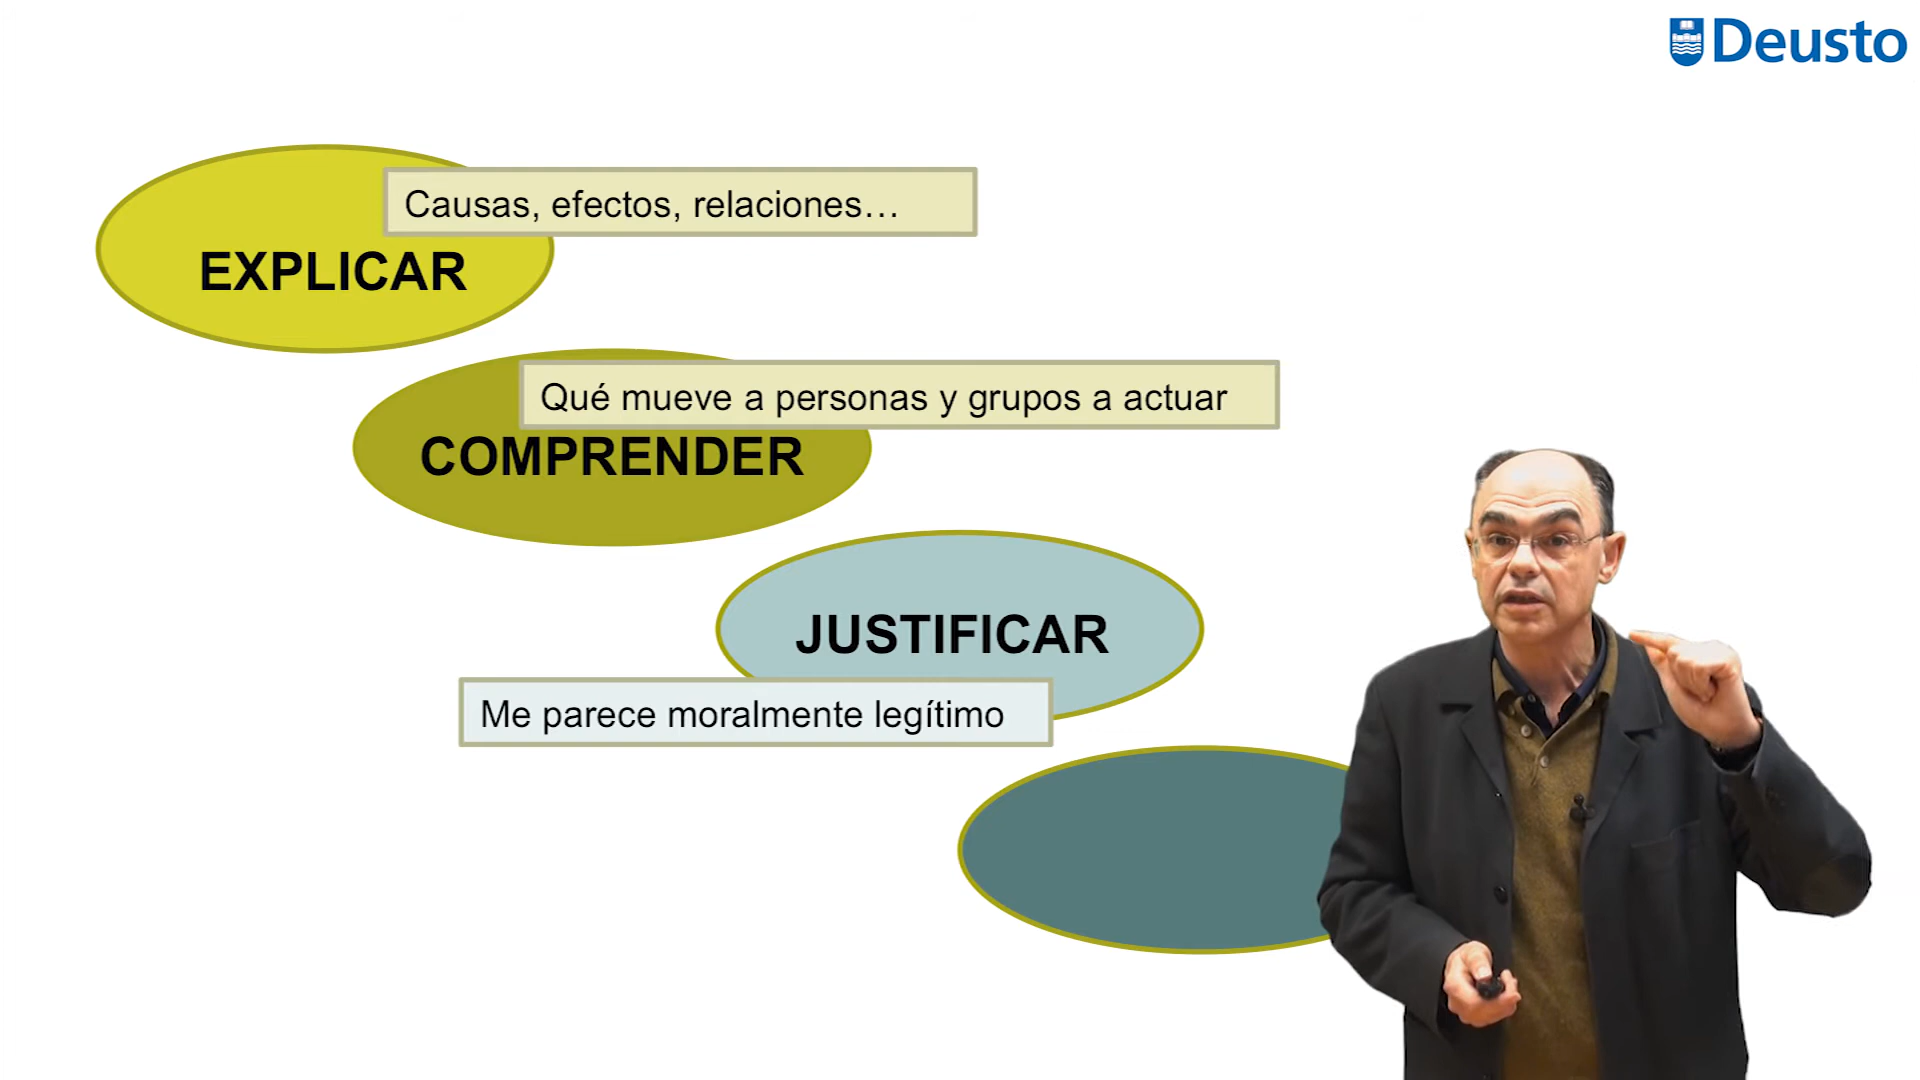 Deusto
Causas, efectos, relaciones…
EXPLICAR
Qué mueve a personas y grupos a actuar
COMPRENDER
JUSTIFICAR
Me parece moralmente legítimo